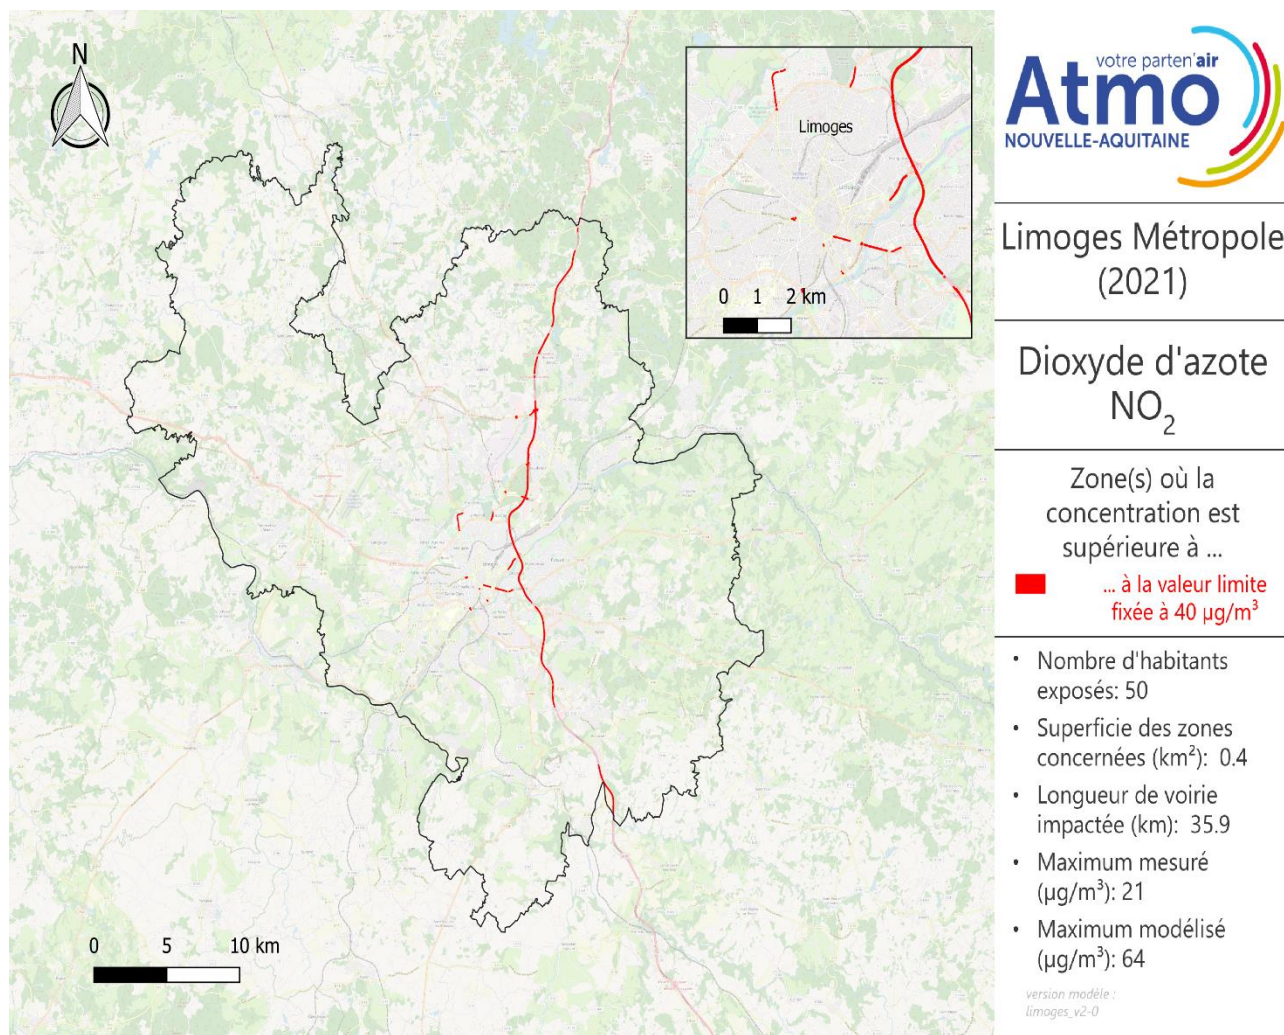 N
Limoges
0 1 2 km
0 5 10 km
votre parten'air
Atmo
NOUVELLE-AQUITAINE
Limoges Métropole
(2021)
Dioxyde d'azote
NO₂
Zone(s) où la
concentration est
supérieure à ...
... à la valeur limite
fixée à 40 µg/m³
• Nombre d'habitants
exposés: 50
• Superficie des zones
concernées (km²): 0.4
• Longueur de voirie
impactée (km): 35.9
• Maximum mesuré
(µg/m³): 21
• Maximum modélisé
(µg/m³): 64
version modèle :
limoges_v2-0